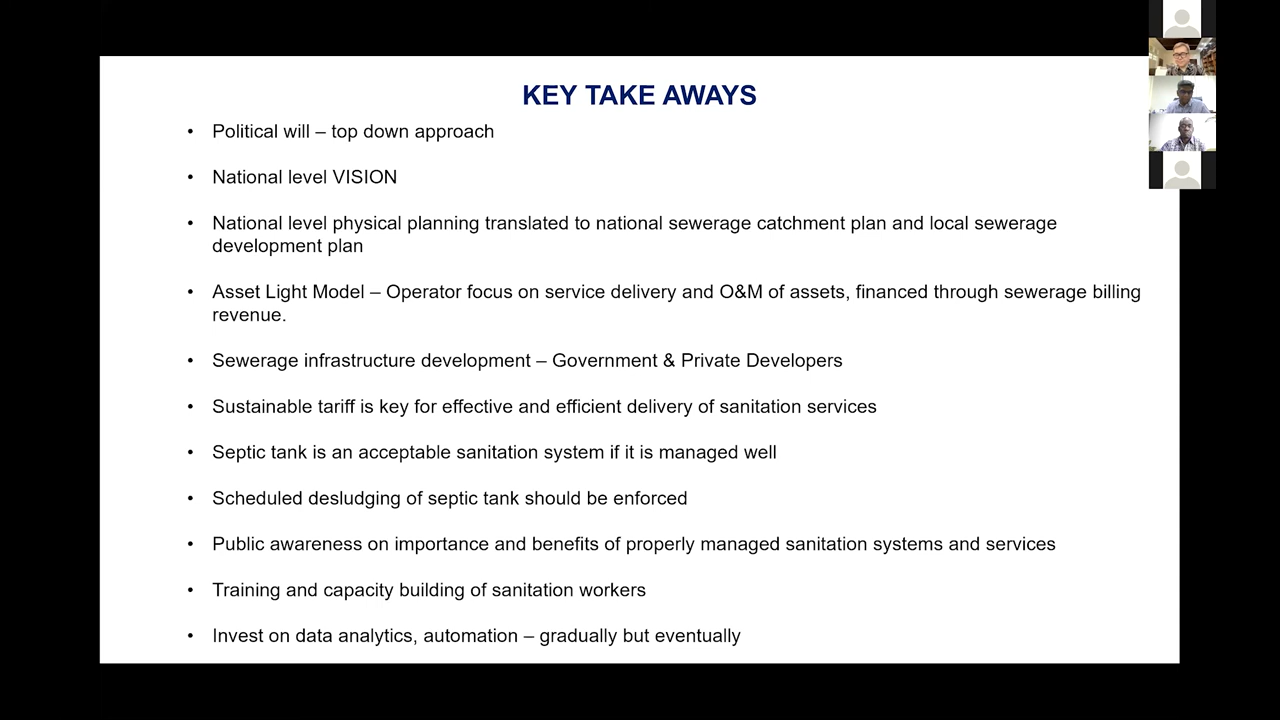 KEY TAKE AWAYS
• Political will – top down approach
• National level VISION
• National level physical planning translated to national sewerage catchment plan and local sewerage
development plan
• Asset Light Model – Operator focus on service delivery and O&M of assets, financed through sewerage billing
revenue.
• Sewerage infrastructure development – Government & Private Developers
• Sustainable tariff is key for effective and efficient delivery of sanitation services
• Septic tank is an acceptable sanitation system if it is managed well
• Scheduled desludging of septic tank should be enforced
• Public awareness on importance and benefits of properly managed sanitation systems and services
• Training and capacity building of sanitation workers
• Invest on data analytics, automation – gradually but eventually